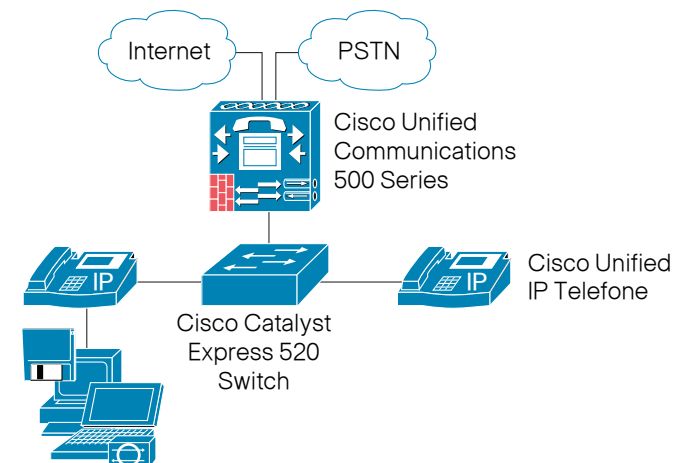 Internet
PSTN
Cisco Unified
Communications
500 Series
IP
IP
Cisco Unified
IP Telefone
Cisco Catalyst
Express 520
Switch